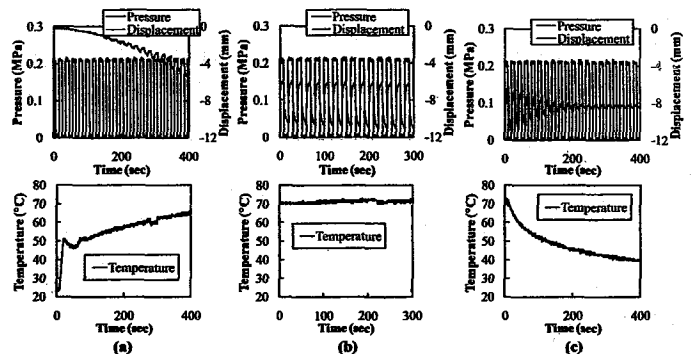 Pressure
Displacement
0.3
0.2
0.1
0
Pressure (MPa)
0
-4
-8
-12
Displacement (mm)
0 200 400
Time (sec)
80
70
60
50
40
30
20
Temperature (°C)
Temperature
0 200 400
Time (sec)
(a)
Pressure
Displacement
0.3
0.2
0.1
0
Pressure (MPa)
0
-4
-8
-12
Displacement (mm)
0 100 200 300
Time (sec)
80
70
60
50
40
30
20
Temperature (°C)
Temperature
0 100 200 300
Time (sec)
(b)
Pressure
Displacement
0.3
0.2
0.1
0
Pressure (MPa)
0
-4
-8
-12
Displacement (mm)
0 200 400
Time (sec)
80
70
60
50
40
30
20
Temperature (°C)
Temperature
0 200 400
Time (sec)
(c)